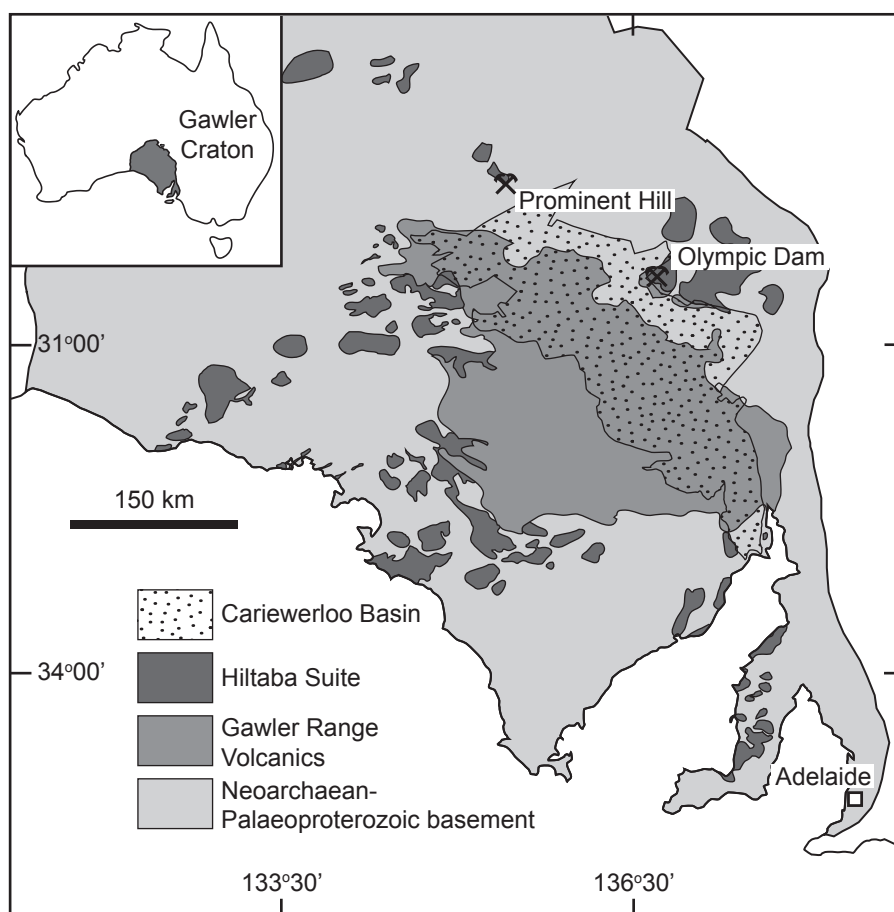 Gawler
Craton
Prominent Hill
Olympic Dam
31°00’
150 km
Cariewerloo Basin
34°00’
Hiltaba Suite
Gawler Range
Volcanics
Adelaide
Neoarchaean-
Palaeoproterozoic basement
133°30’
136°30’